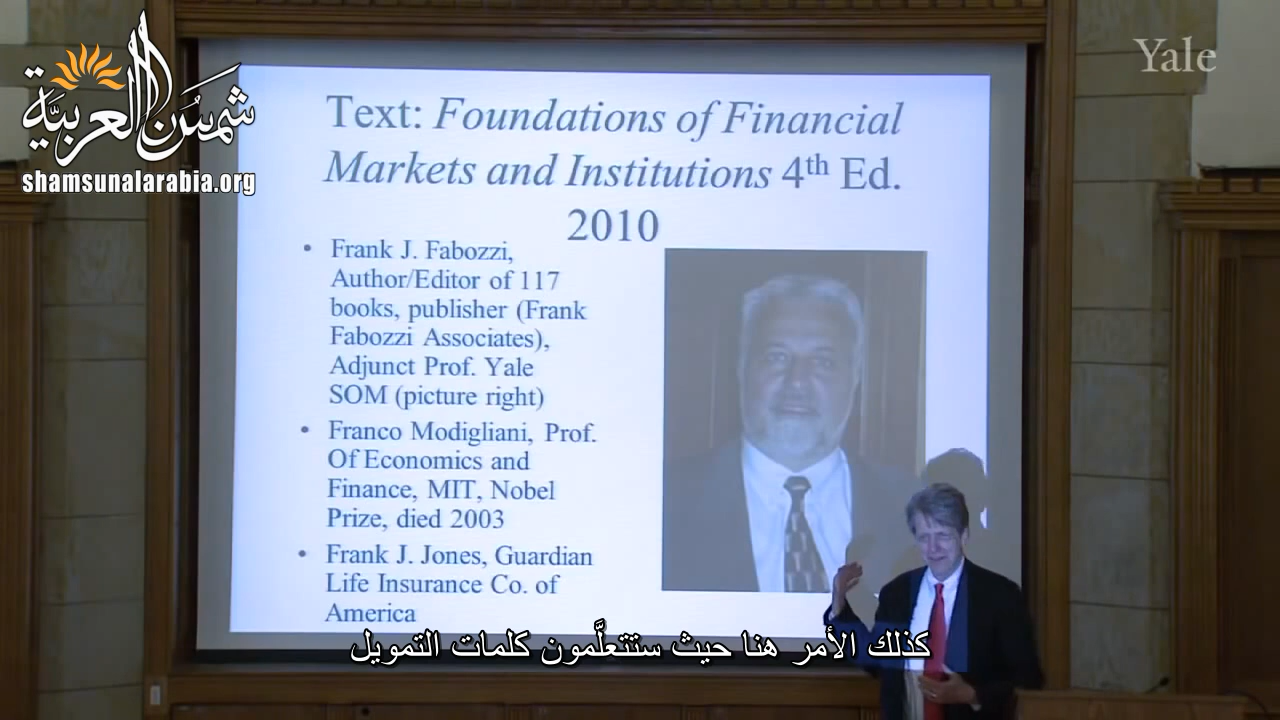 شمسن العربية
shamsunalarabia.org
Yale
Text: Foundations of Financial
Markets and Institutions 4th Ed.
2010
• Frank J. Fabozzi,
Author/Editor of 117
books, publisher (Frank
Fabozzi Associates),
Adjunct Prof. Yale
SOM (picture right)
• Franco Modigliani, Prof.
Of Economics and
Finance, MIT, Nobel
Prize, died 2003
• Frank J. Jones, Guardian
Life Insurance Co. of
America
كذلك الأمر هنا حيث ستتعلَّمون كلمات التمويل